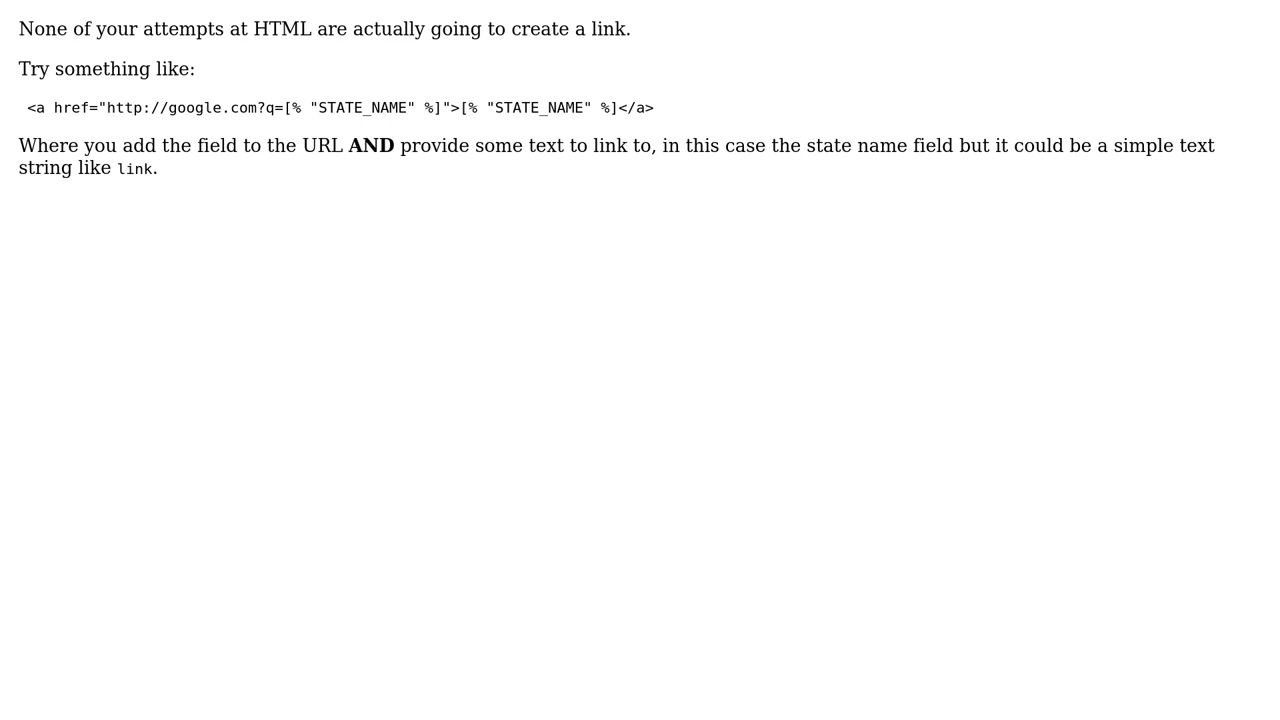 None of your attempts at HTML are actually going to create a link.
Try something like:
<a href="http://google.com?q=[% "STATE_NAME" %]">[% "STATE_NAME" %]</a>
Where you add the field to the URL AND provide some text to link to, in this case the state name field but it could be a simple text
string like link.